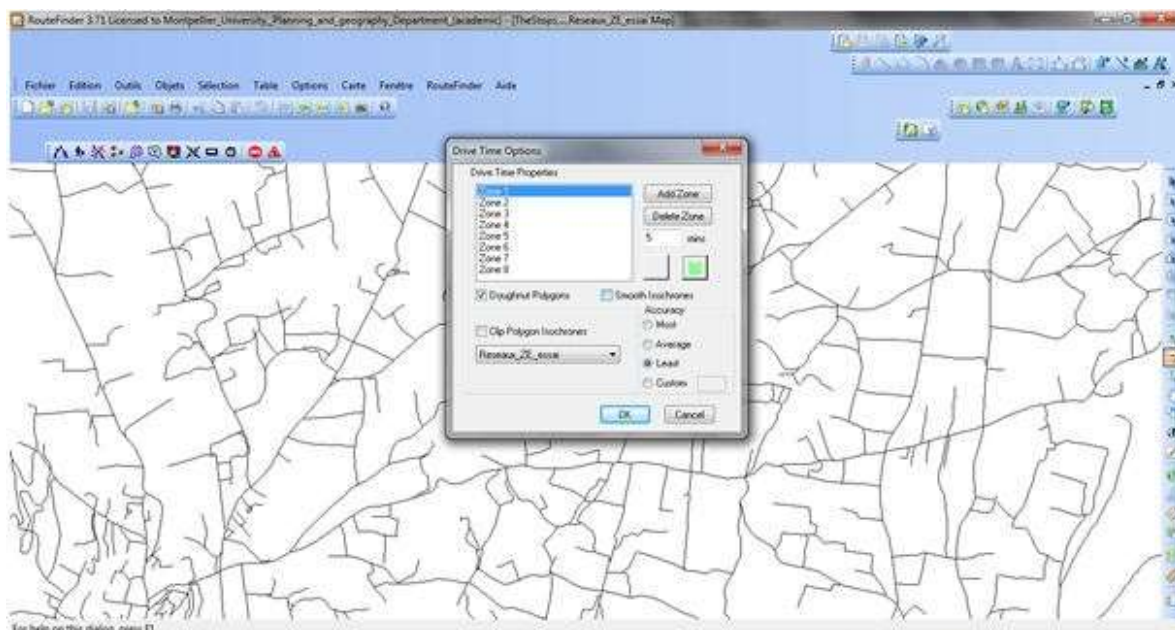 RouteFinder 3.71 Licensed to Montpellier_University_Planning_and_geography_Department_(academic) - [TheStops,...Reseaux_ZE_essai Map]
Fichier Edition Outils Objets Sélection Table Options Carte Fenêtre RouteFinder Aide
Drive Time Options
Drive Time Properties
Zone 1
Zone 2
Zone 3
Zone 4
Zone 5
Zone 6
Zone 7
Zone 8
Add Zone
Delete Zone
5 mins
Doughnut Polygons
Smooth Isochrones
Clip Polygon Isochrones
Reseaux_ZE_essai
Accuracy
Most
Average
Least
Custom
OK Cancel
For help on this dialog, press F1